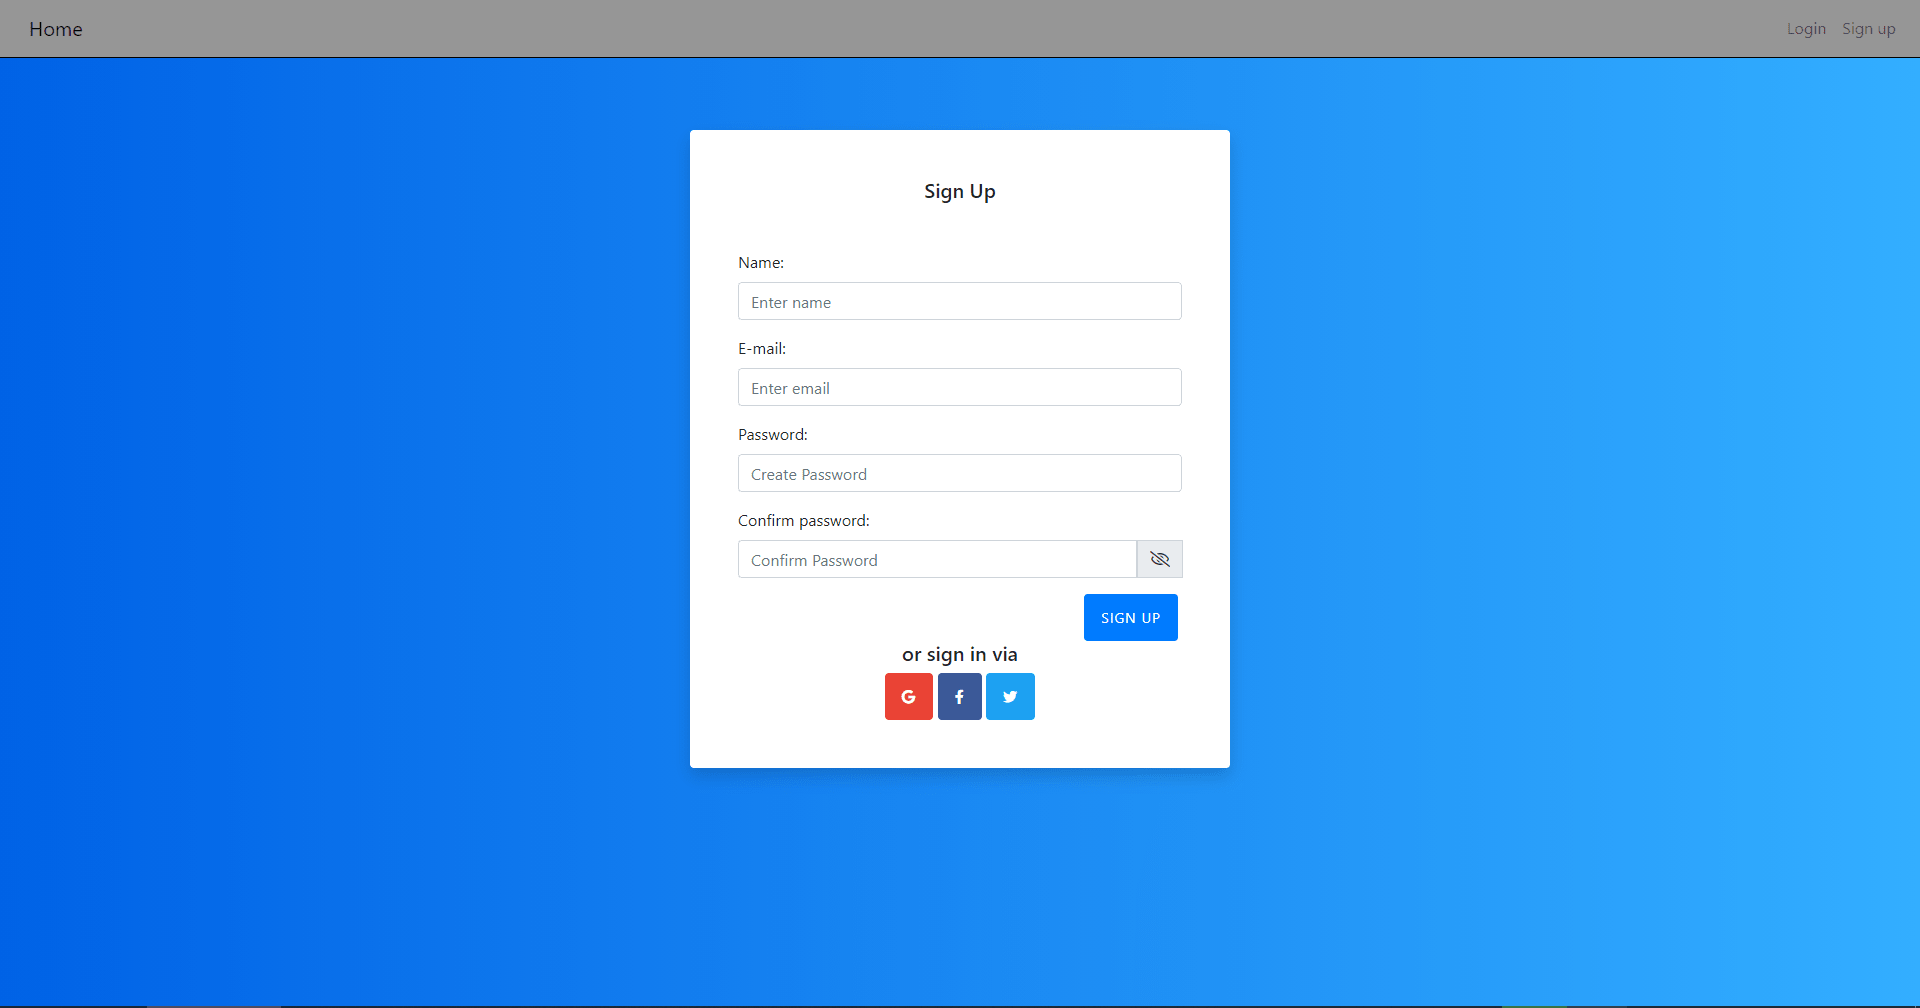 Home
Login
Sign up
Sign Up
Name:
Enter name
E-mail:
Enter email
Password:
Create Password
Confirm password:
Confirm Password
SIGN UP
or sign in via